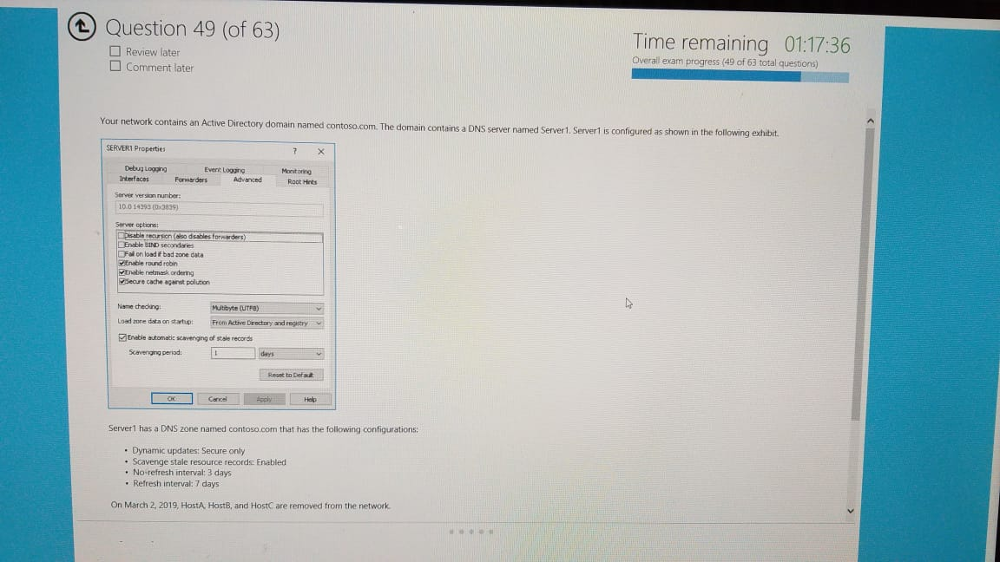 Question 49 (of 63)
Review later
Comment later
Time remaining 01:17:36
Overall exam progress (49 of 63 total questions)
Your network contains an Active Directory domain named contoso.com. The domain contains a DNS server named Server1. Server1 is configured as shown in the following exhibit.
SERVER1 Properties ? X
Debug Logging Event Logging Monitoring
Interfaces Forwarders Advanced Root Hints
Server version number:
10.0 14393 (0x3839)
Server options:
Disable recursion (also disables forwarders)
Enable BIND secondaries
Fail on load if bad zone data
Enable round robin
Enable netmask ordering
Secure cache against pollution
Name checking: Multibyte (UTF8)
Load zone data on startup: From Active Directory and registry
Enable automatic scavenging of stale records
Scavenging period: 1 days
Reset to Default
OK Cancel Apply Help
Server1 has a DNS zone named contoso.com that has the following configurations:
• Dynamic updates: Secure only
• Scavenge stale resource records: Enabled
• No-refresh interval: 3 days
• Refresh interval: 7 days
On March 2, 2019, HostA, HostB, and HostC are removed from the network.